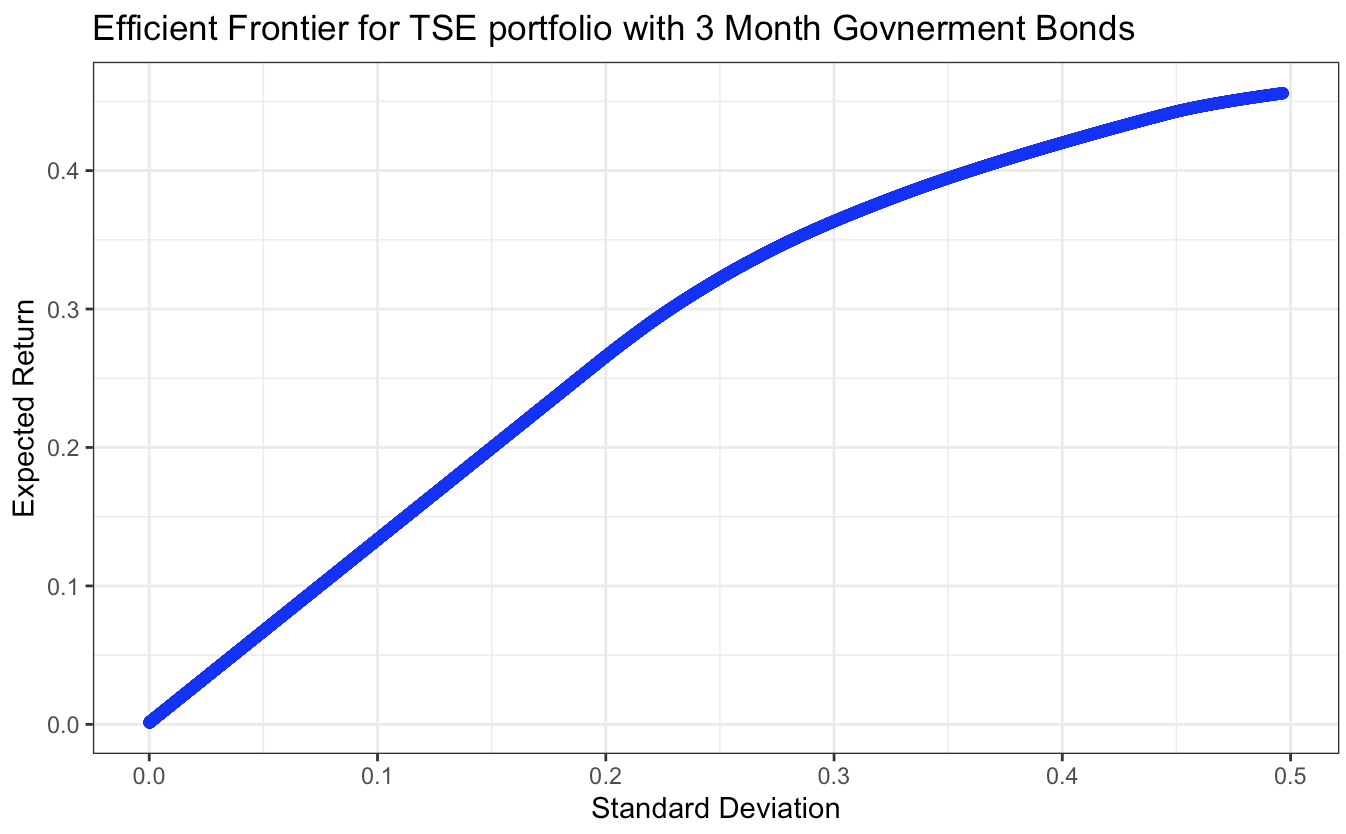 Efficient Frontier for TSE portfolio with 3 Month Govnerment Bonds
Expected Return
0.4
0.3
0.2
0.1
0.0
0.0 0.1 0.2 0.3 0.4 0.5
Standard Deviation